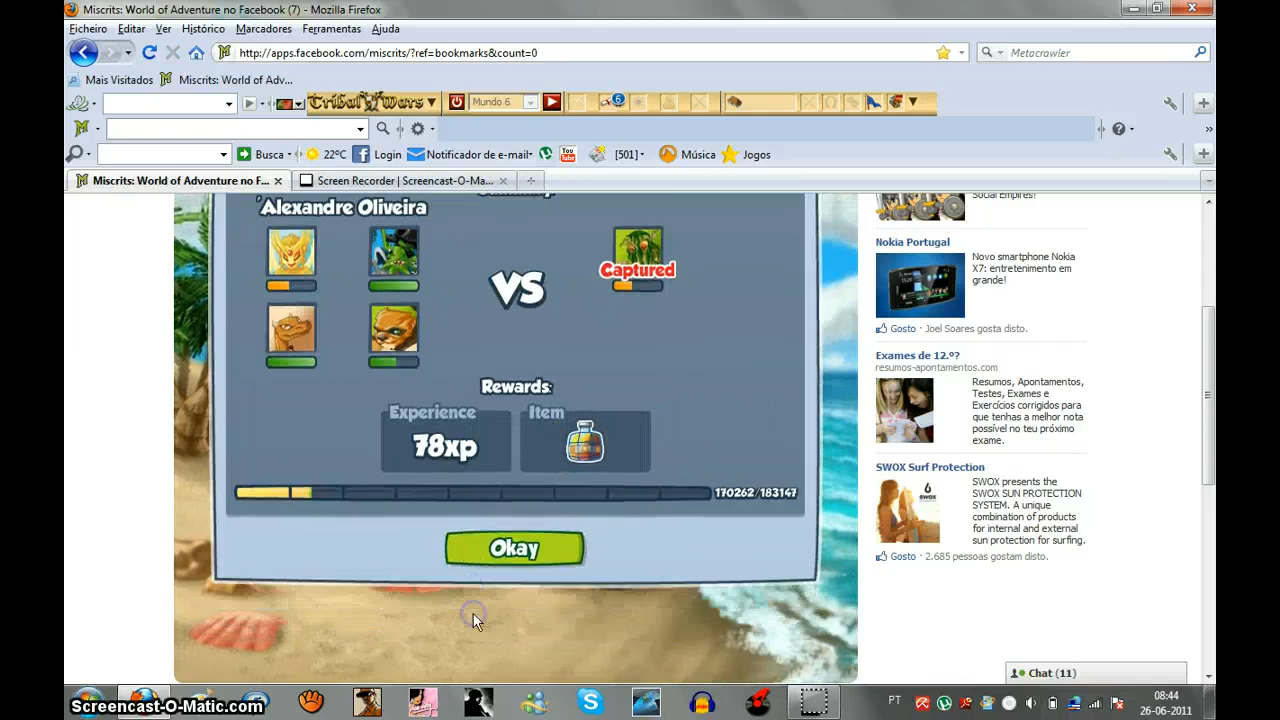 Miscrits: World of Adventure no Facebook (7) - Mozilla Firefox
Ficheiro Editar Ver Histórico Marcadores Ferramentas Ajuda
http://apps.facebook.com/miscrits/?ref=bookmarks&count=0
Metacrawler
Mais Visitados Miscrits: World of Adv...
Tribal Wars Mundo 6 6
Busca 22ºC Login Notificador de e-mail YouTube [501] Música Jogos
Miscrits: World of Adventure no F... Screen Recorder | Screencast-O-Ma...
Alexandre Oliveira
VS
Captured
Rewards:
Experience
78xp
Item
170262/183147
Okay
Social Empires!
Nokia Portugal
Novo smartphone Nokia
X7: entretenimento em
grande!
Gosto · Joel Soares gosta disto.
Exames de 12.º?
resumos-apontamentos.com
Resumos, Apontamentos,
Testes, Exames e
Exercícios corrigidos para
que tenhas a melhor nota
possível no teu próximo
exame.
SWOX Surf Protection
SWOX presents the
SWOX SUN PROTECTION
SYSTEM. A unique
combination of products
for internal and external
sun protection for surfing.
Gosto · 2.685 pessoas gostam disto.
Chat (11)
Screencast-O-Matic.com
PT
08:44
26-06-2011